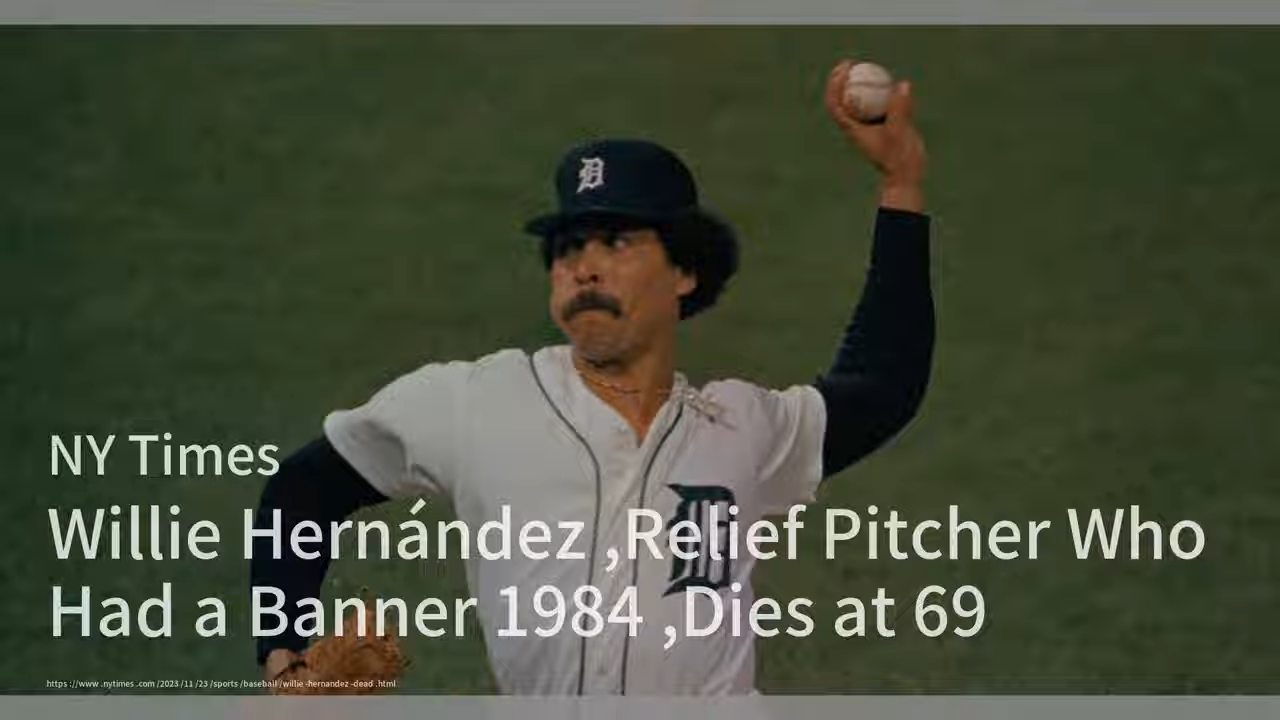 D
D
NY Times
Willie Hernández ,Relief Pitcher Who
Had a Banner 1984 ,Dies at 69
https ://www .nytimes .com /2023 /11 /23 /sports /baseball /willie -hernandez -dead .html